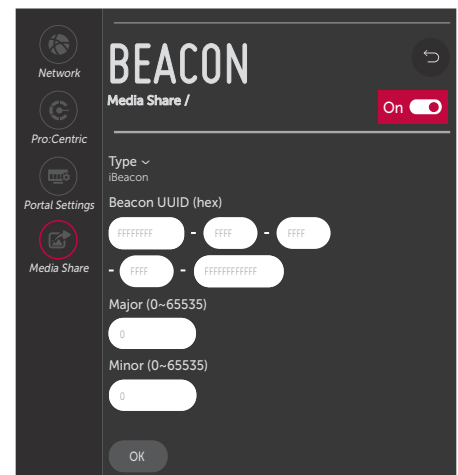 Network
Pro:Centric
Portal Settings
Media Share
BEACON
Media Share /
On
Type
iBeacon
Beacon UUID (hex)
FFFFFFFF - FFFF - FFFF
- FFFF - FFFFFFFFFFFF
Major (0~65535)
0
Minor (0~65535)
0
OK